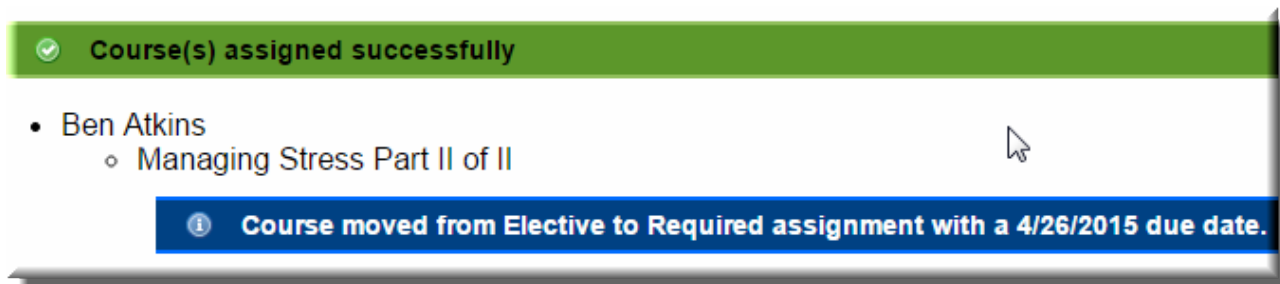 Course(s) assigned successfully
Ben Atkins
Managing Stress Part II of II
Course moved from Elective to Required assignment with a 4/26/2015 due date.